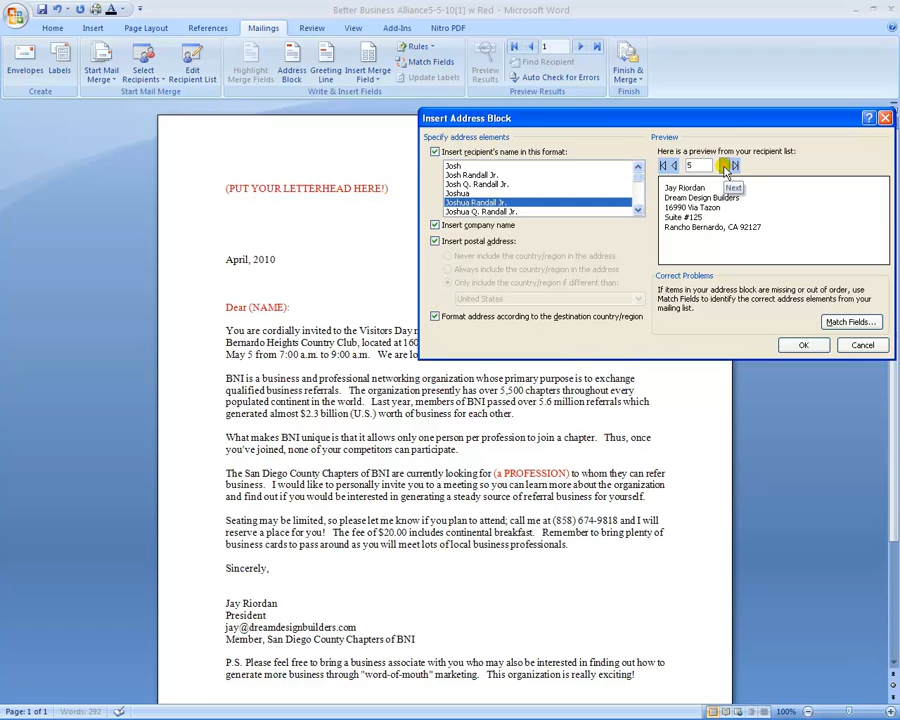 Better Business Alliance5-5-10[1] w Red - Microsoft Word
Home Insert Page Layout References Mailings Review View Add-Ins Nitro PDF
Envelopes Labels
Start Mail Merge Select Recipients Edit Recipient List
Highlight Merge Fields Address Block Greeting Line Insert Merge Field
Rules
Match Fields
Update Labels
Preview Results
1
Find Recipient
Auto Check for Errors
Finish & Merge
Create Start Mail Merge Write & Insert Fields Preview Results Finish
Insert Address Block
Specify address elements
Insert recipient's name in this format:
Josh
Josh Randall Jr.
Josh Q. Randall Jr.
Joshua
Joshua Randall Jr.
Joshua Q. Randall Jr.
Insert company name
Insert postal address:
Never include the country/region in the address
Always include the country/region in the address
Only include the country/region if different than:
United States
Format address according to the destination country/region
Preview
Here is a preview from your recipient list:
5
Next
Jay Riordan
Dream Design Builders
16990 Via Tazon
Suite #125
Rancho Bernardo, CA 92127
Correct Problems
If items in your address block are missing or out of order, use
Match Fields to identify the correct address elements from your
mailing list.
Match Fields...
OK Cancel
(PUT YOUR LETTERHEAD HERE!)
April, 2010
Dear (NAME):
You are cordially invited to the Visitors Day
Bernardo Heights Country Club, located at
May 5 from 7:00 a.m. to 9:00 a.m. We are
BNI is a business and professional networking organization whose primary purpose is to exchange
qualified business referrals. The organization presently has over 5,500 chapters throughout every
populated continent in the world. Last year, members of BNI passed over 5.6 million referrals which
generated almost $2.3 billion (U.S.) worth of business for each other.
What makes BNI unique is that it allows only one person per profession to join a chapter. Thus, once
you've joined, none of your competitors can participate.
The San Diego County Chapters of BNI are currently looking for (a PROFESSION) to whom they can refer
business. I would like to personally invite you to a meeting so you can learn more about the organization
and find out if you would be interested in generating a steady source of referral business for yourself.
Seating may be limited, so please let me know if you plan to attend; call me at (858) 674-9818 and I will
reserve a place for you! The fee of $20.00 includes continental breakfast. Remember to bring plenty of
business cards to pass around as you will meet lots of local business professionals.
Sincerely,
Jay Riordan
President
jay@dreamdesignbuilders.com
Member, San Diego County Chapters of BNI
P.S. Please feel free to bring a business associate with you who may also be interested in finding out how to
generate more business through "word-of-mouth" marketing. This organization is really exciting!
Page: 1 of 1 Words: 292 100%